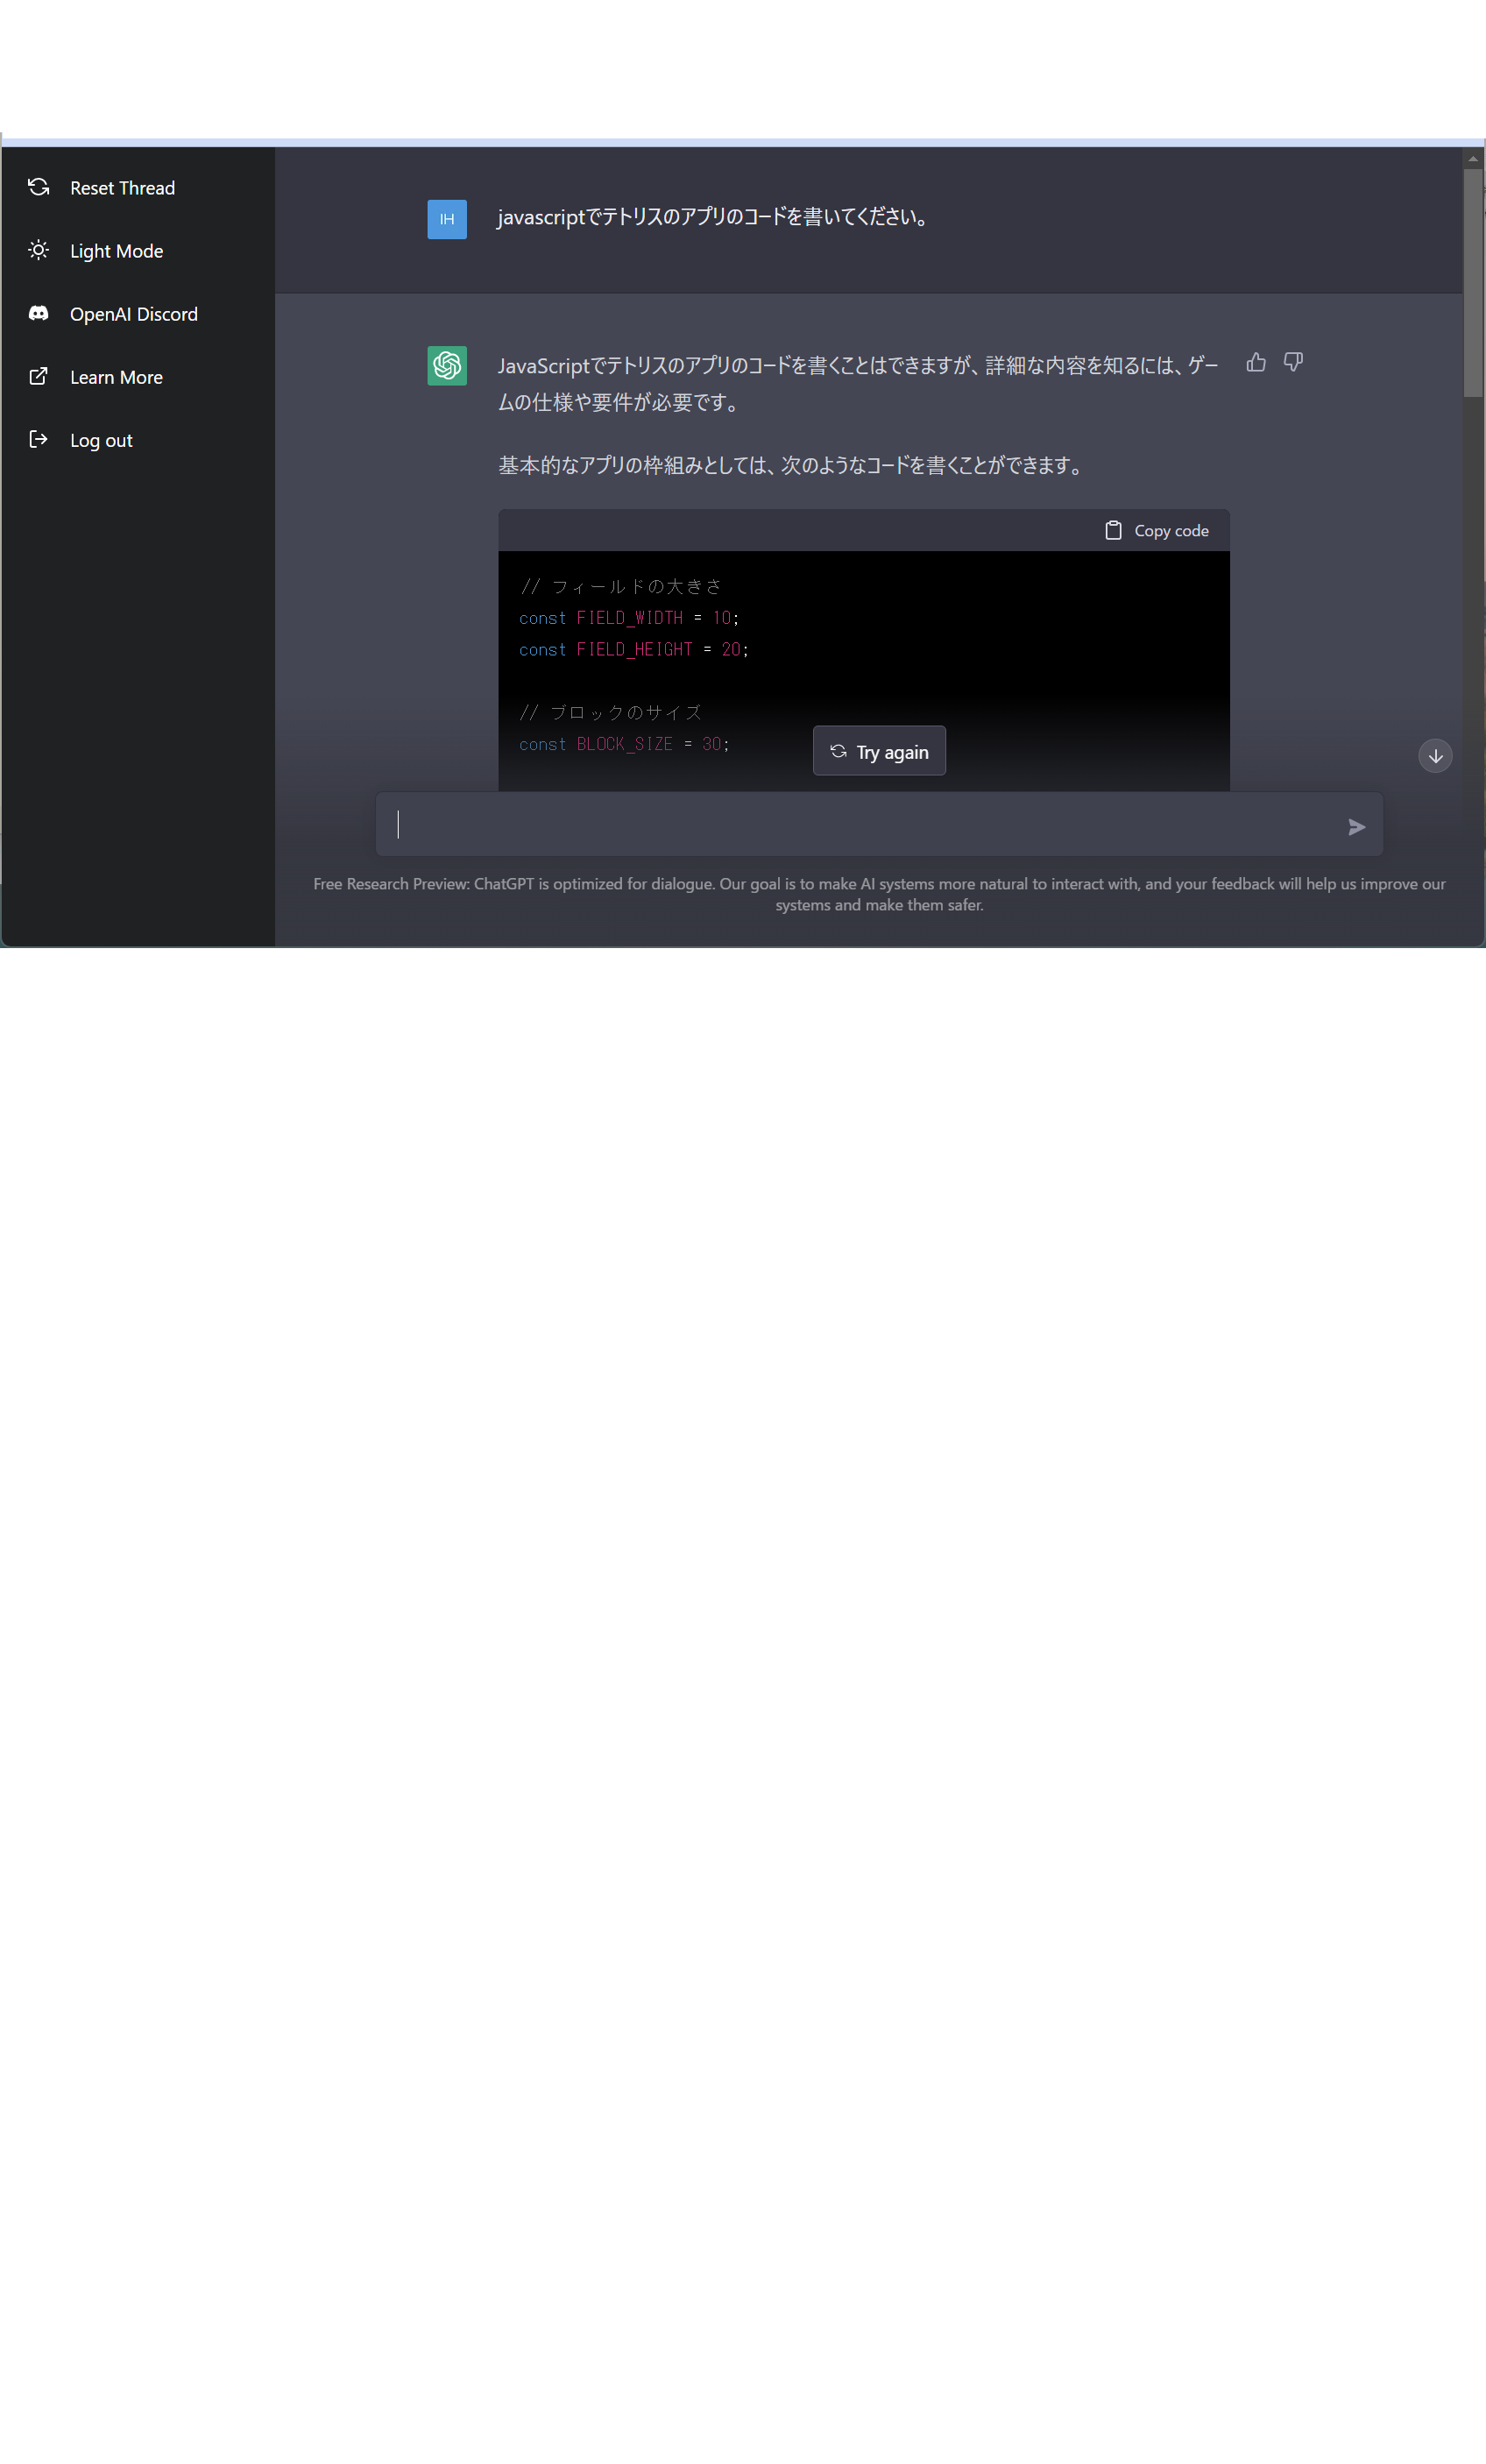 Reset Thread
Light Mode
OpenAI Discord
Learn More
Log out
IH
javascriptでテトリスのアプリのコードを書いてください。
JavaScriptでテトリスのアプリのコードを書くことはできますが、詳細な内容を知るには、ゲー
ムの仕様や要件が必要です。
基本的なアプリの枠組みとしては、次のようなコードを書くことができます。
Copy code
// フィールドの大きさ
const FIELD_WIDTH = 10;
const FIELD_HEIGHT = 20;
// ブロックのサイズ
const BLOCK_SIZE = 30;
Try again
Free Research Preview: ChatGPT is optimized for dialogue. Our goal is to make AI systems more natural to interact with, and your feedback will help us improve our
systems and make them safer.